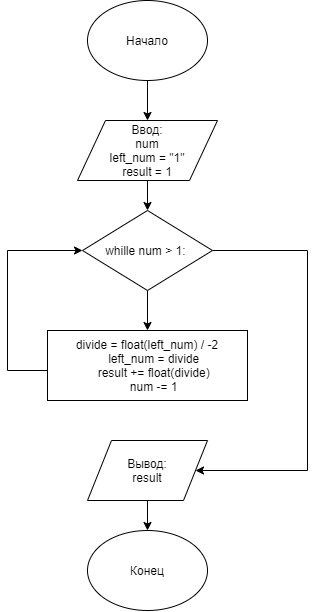 Начало
Ввод:
num
left_num = "1"
result = 1
whille num > 1:
divide = float(left_num) / -2
left_num = divide
result += float(divide)
num -= 1
Вывод:
result
Конец